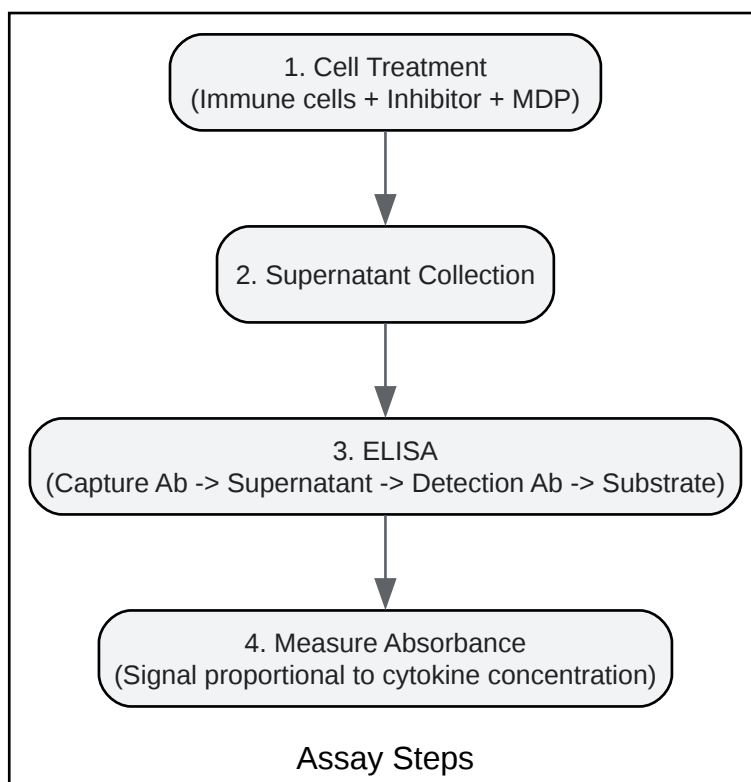 1. Cell Treatment
(Immune cells + Inhibitor + MDP)
2. Supernatant Collection
3. ELISA
(Capture Ab -> Supernatant -> Detection Ab -> Substrate)
4. Measure Absorbance
(Signal proportional to cytokine concentration)
Assay Steps